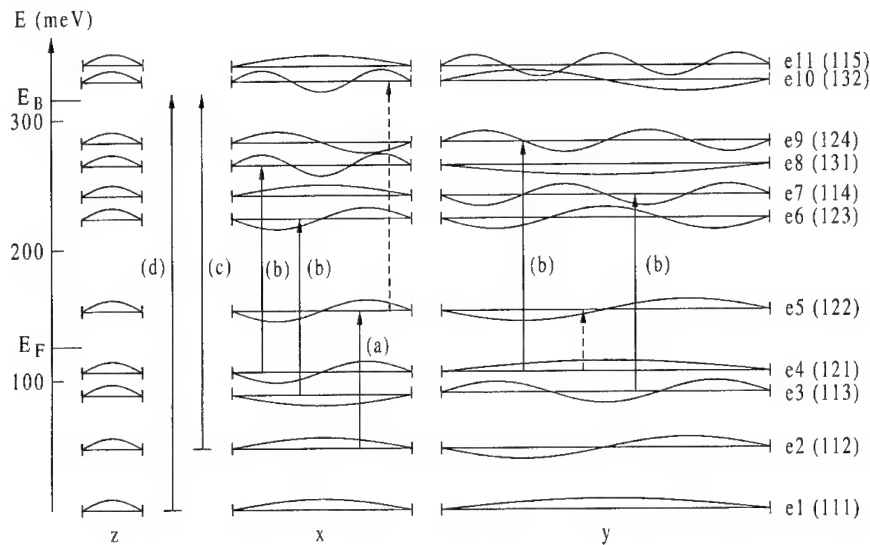 E (meV)
E_B
300
200
E_F
100
(d)
(c)
(b)
(b)
(a)
(b)
(b)
e11 (115)
e10 (132)
e9 (124)
e8 (131)
e7 (114)
e6 (123)
e5 (122)
e4 (121)
e3 (113)
e2 (112)
e1 (111)
z
x
y